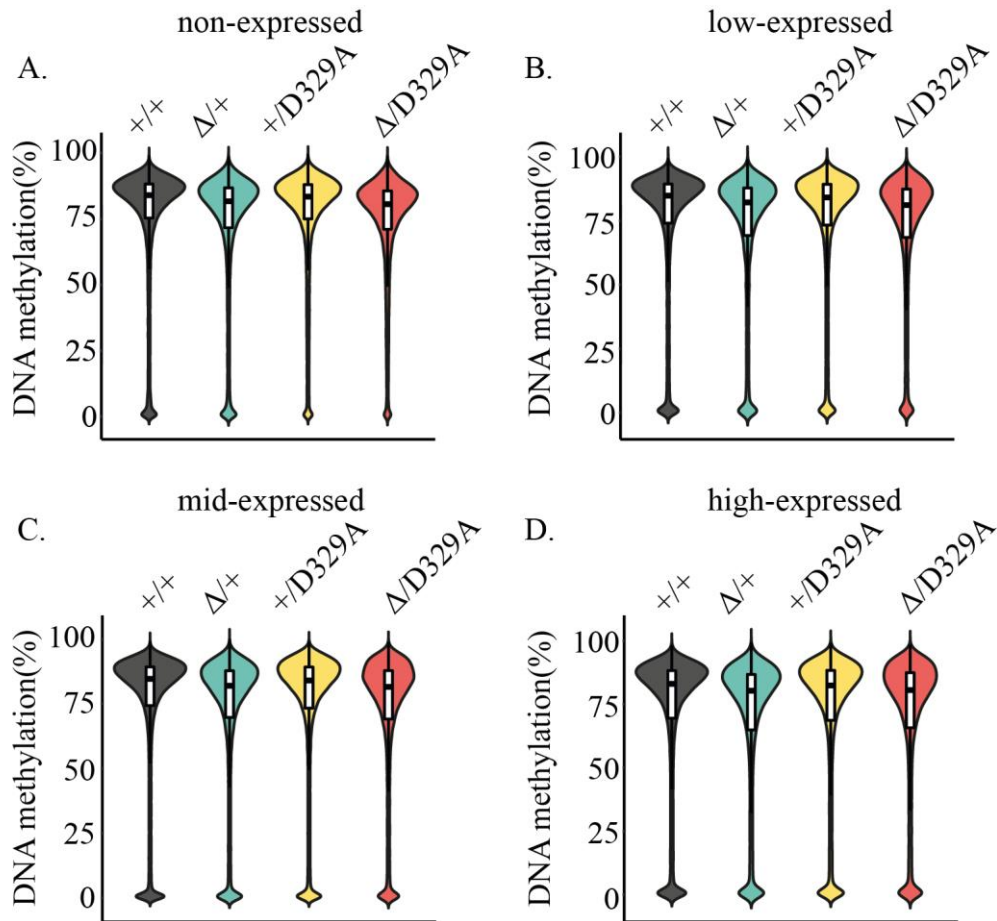 non-expressed
A.
+/+ Δ/+ +/D329A Δ/D329A
DNA methylation(%)
100
75
50
25
0
low-expressed
B.
+/+ Δ/+ +/D329A Δ/D329A
DNA methylation(%)
100
75
50
25
0
mid-expressed
C.
+/+ Δ/+ +/D329A Δ/D329A
DNA methylation(%)
100
75
50
25
0
high-expressed
D.
+/+ Δ/+ +/D329A Δ/D329A
DNA methylation(%)
100
75
50
25
0